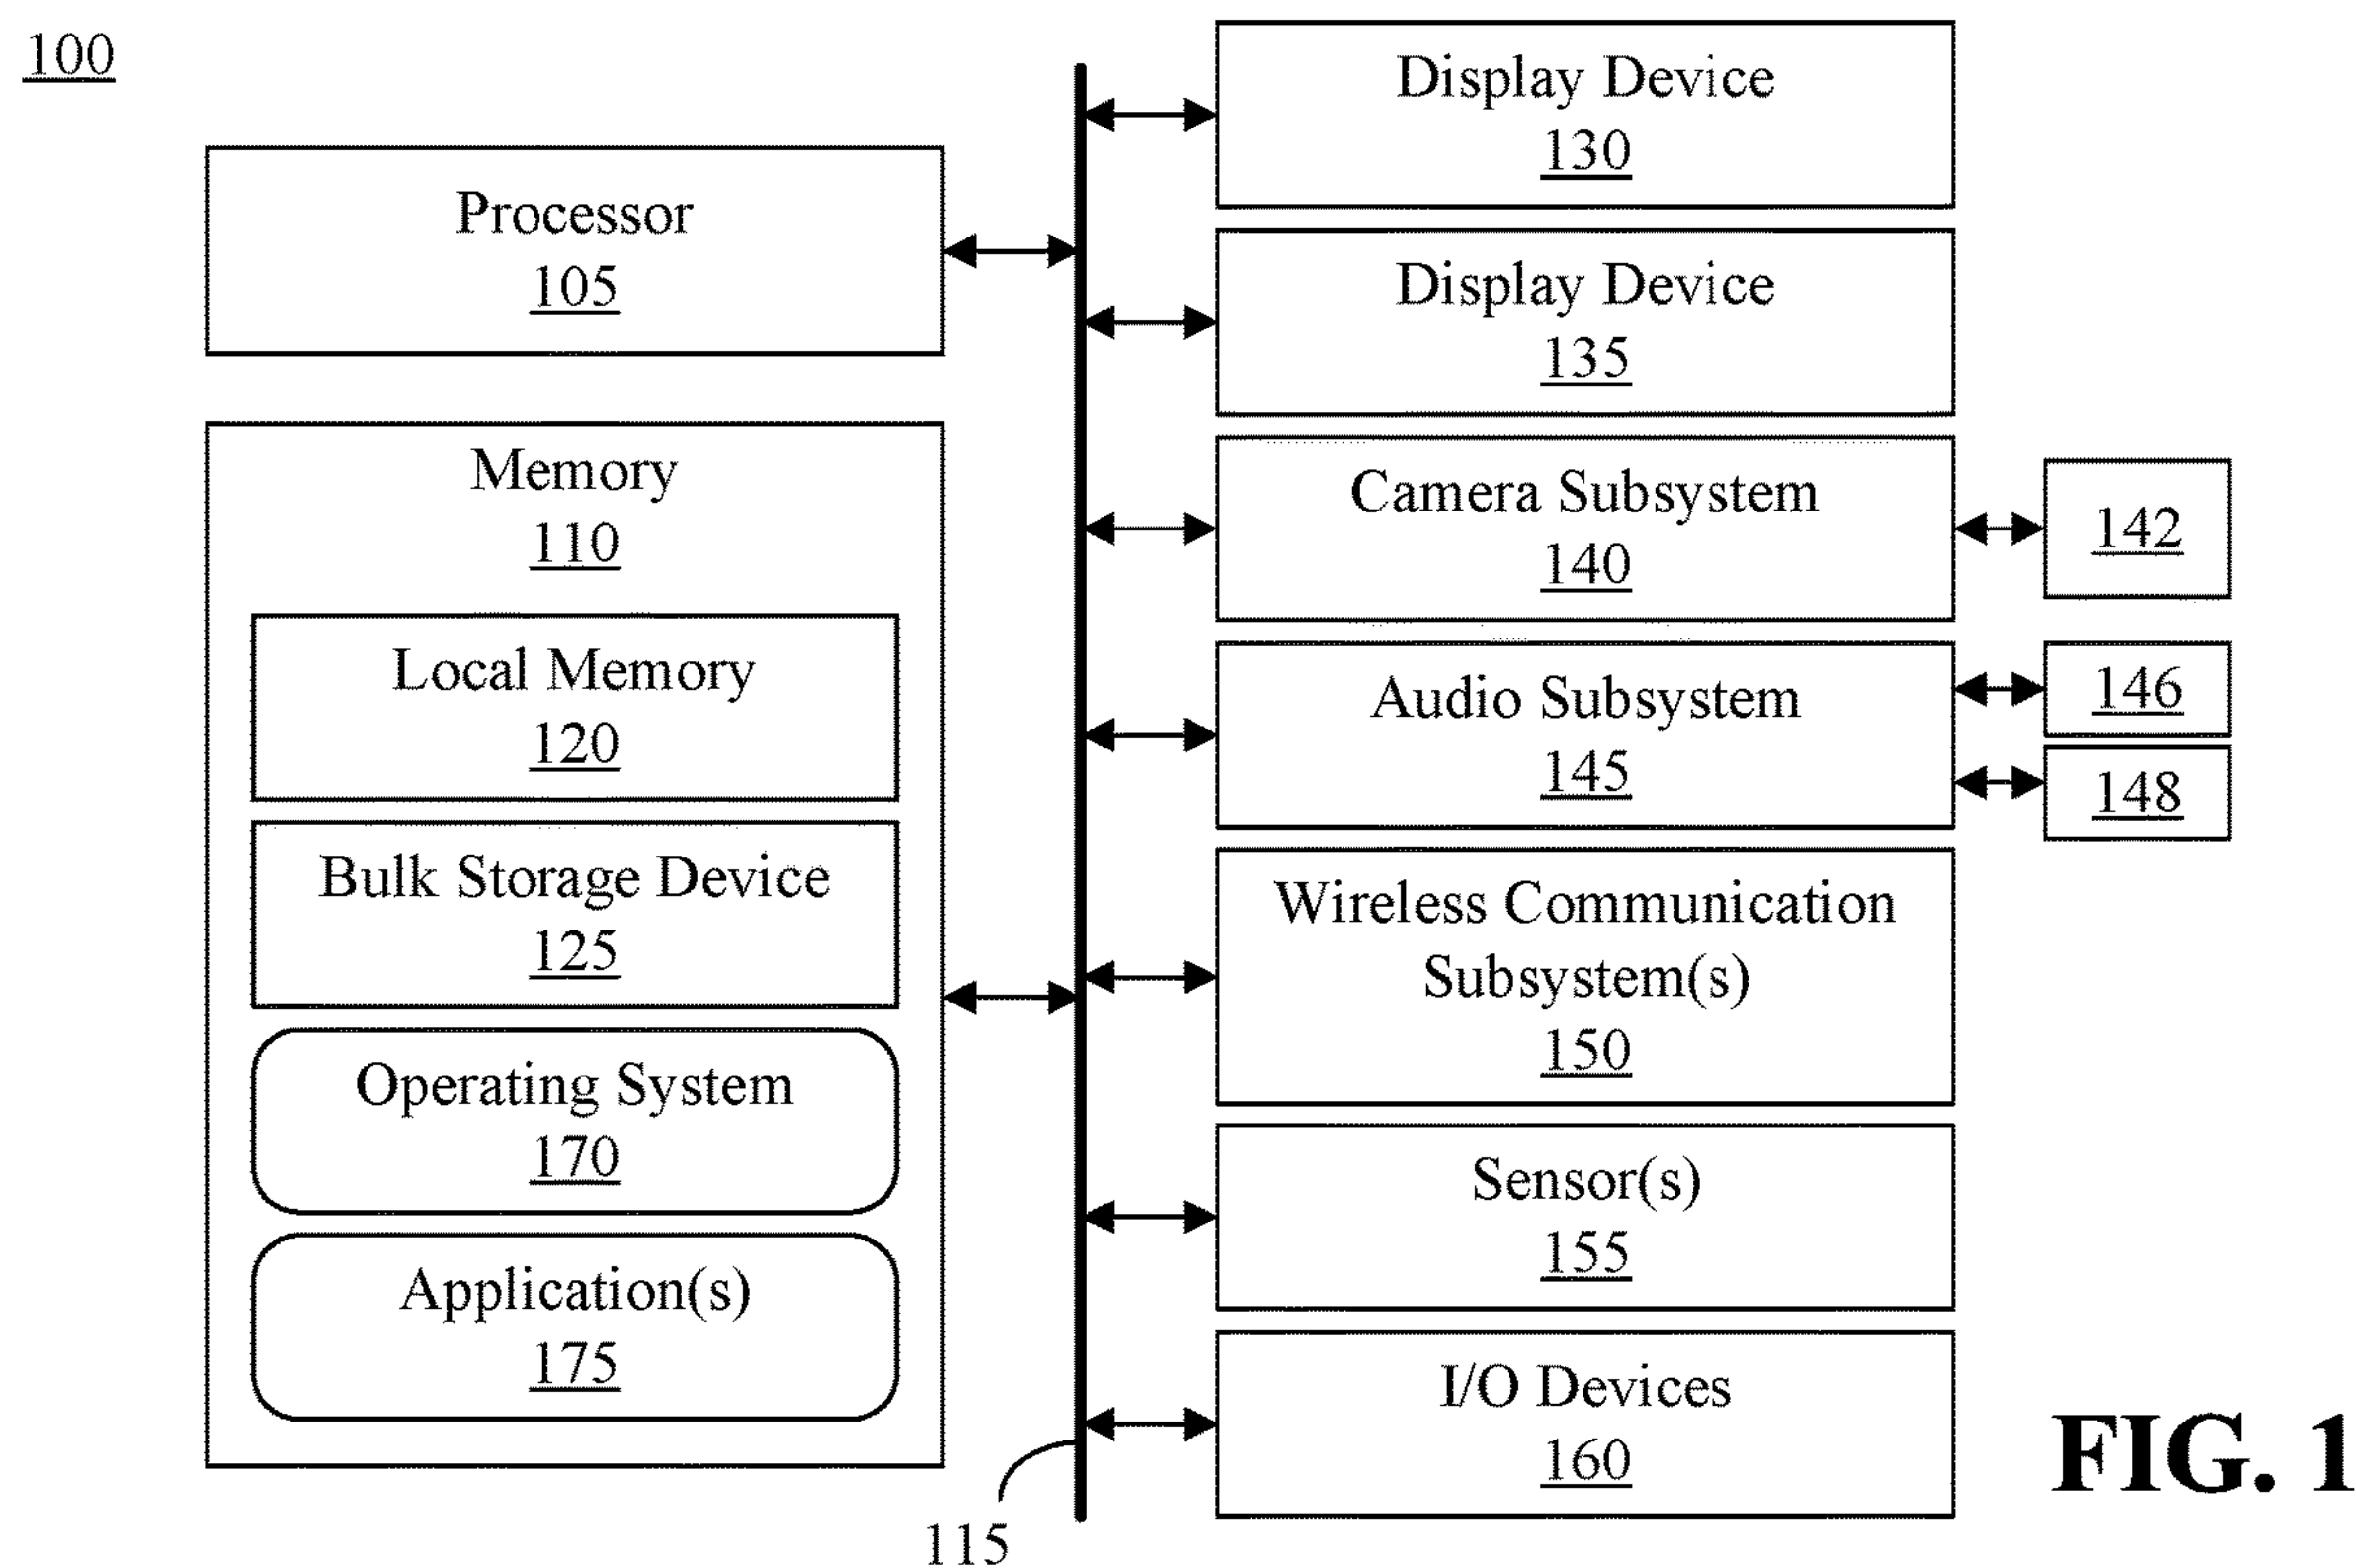 100
Processor
105
Memory
110
Local Memory
120
Bulk Storage Device
125
Operating System
170
Application(s)
175
115
Display Device
130
Display Device
135
Camera Subsystem
140
142
Audio Subsystem
145
146
148
Wireless Communication
Subsystem(s)
150
Sensor(s)
155
I/O Devices
160
FIG. 1